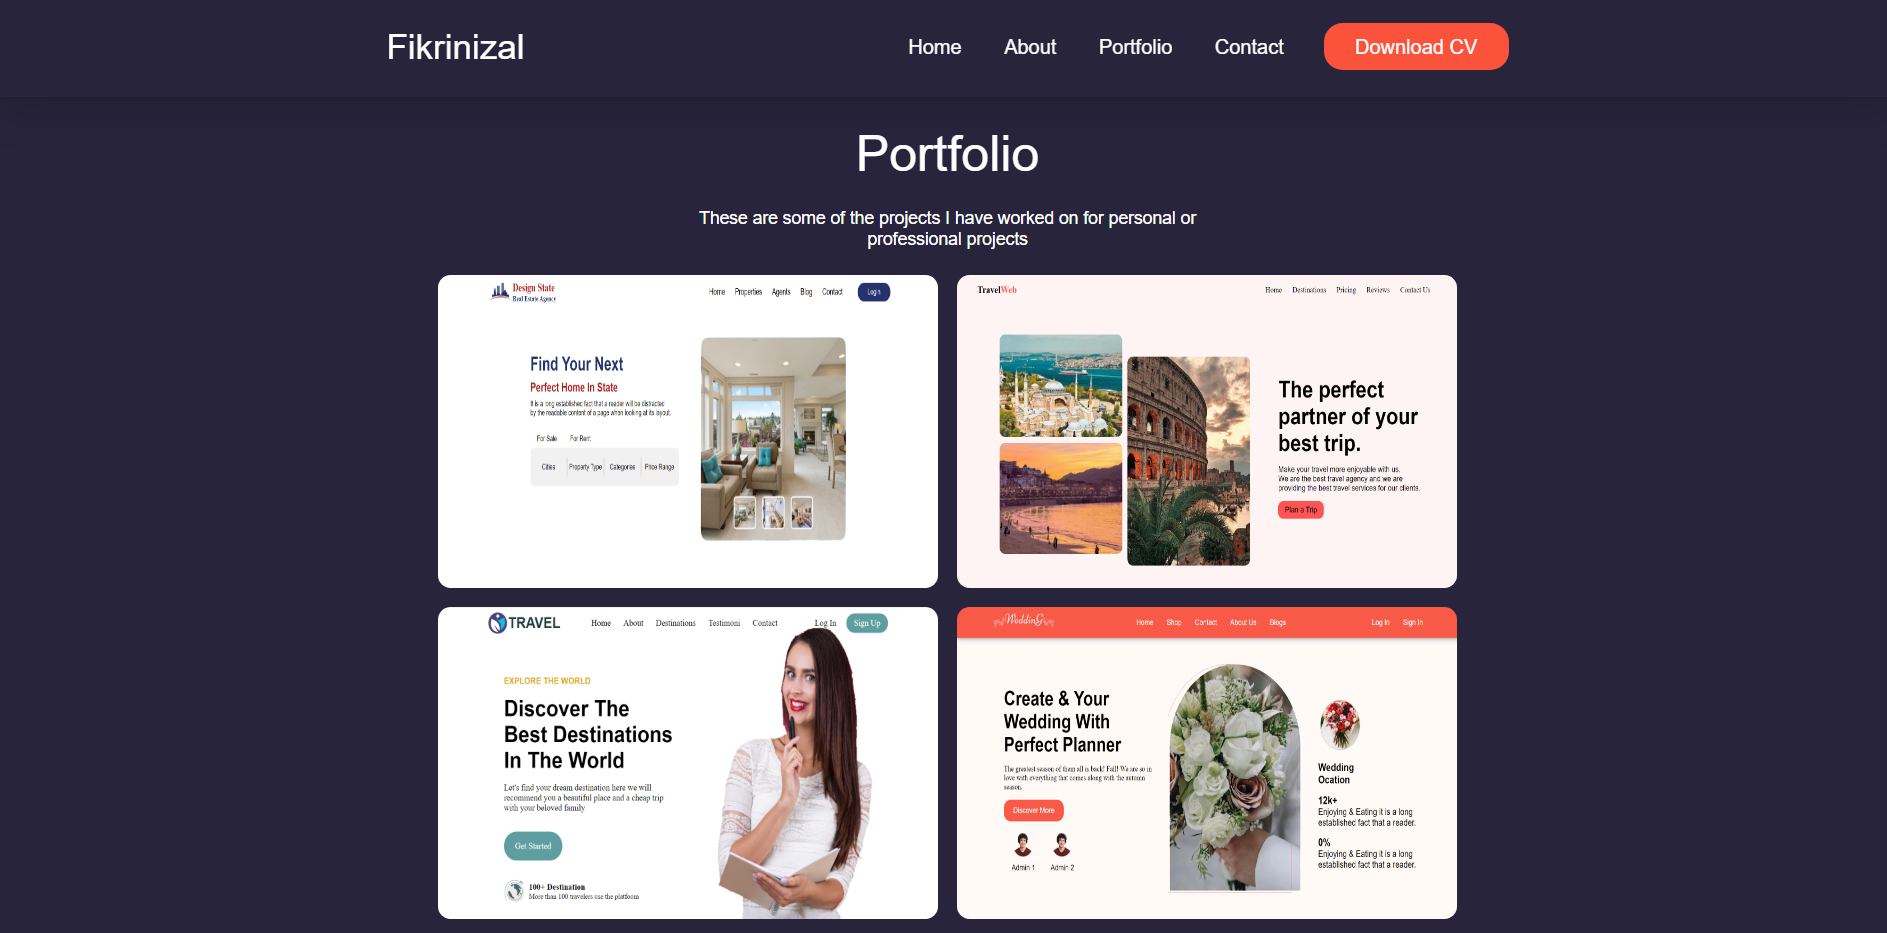 Fikrinizal
Home About Portfolio Contact Download CV
Portfolio
These are some of the projects I have worked on for personal or
professional projects
Design State
Real Estate Agency
Home Properties Agents Blog Contact Login
Find Your Next
Perfect Home In State
It is a long established fact that a reader will be distracted
by the readable content of a page when looking at its layout.
For Sale For Rent
Cities Property Type Categories Price Range
TravelWeb
Home Destinations Pricing Reviews Contact Us
The perfect
partner of your
best trip.
Make your travel more enjoyable with us.
We are the best travel agency and we are
providing the best travel services for our clients.
Plan a Trip
TRAVEL
Home About Destinations Testimoni Contact Log In Sign Up
EXPLORE THE WORLD
Discover The
Best Destinations
In The World
Let's find your dream destination here we will
recommend you a beautiful place and a cheap trip
with your beloved family
Get Started
100+ Destination
More than 100 travelers use the platfoom
WeddinG
Home Shop Contact About Us Blogs Log In Sign In
Create & Your
Wedding With
Perfect Planner
The greatest season of them all is back! Fall! We are so in
love with everything that comes along with the autumn
season.
Discover More
Admin 1 Admin 2
Wedding
Ocation
12k+
Enjoying & Eating it is a long
established fact that a reader.
0%
Enjoying & Eating it is a long
established fact that a reader.